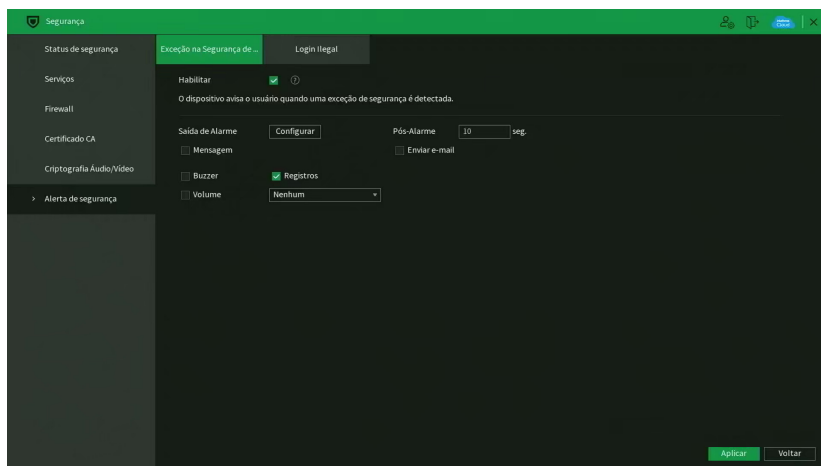 Segurança
Status de segurança
Serviços
Firewall
Certificado CA
Criptografia Áudio/Vídeo
> Alerta de segurança
Exceção na Segurança de ...
Login Ilegal
Habilitar
O dispositivo avisa o usuário quando uma exceção de segurança é detectada.
Saída de Alarme Configurar Pós-Alarme 10 seg.
Mensagem Enviar e-mail
Buzzer Registros
Volume Nenhum
Aplicar Voltar